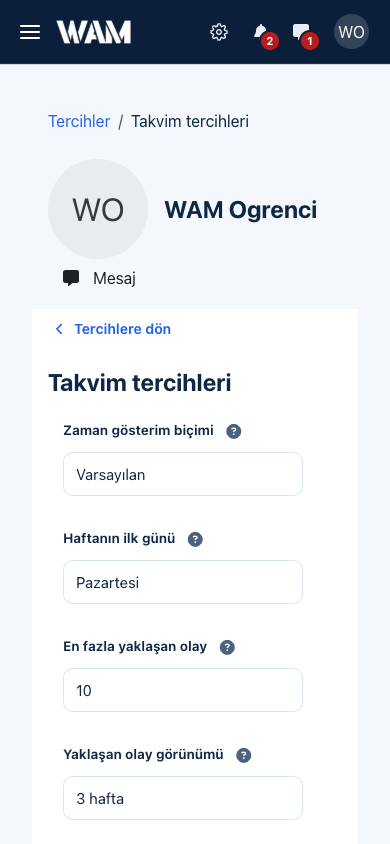 WAM
2
1
WO
Tercihler / Takvim tercihleri
WO
WAM Ogrenci
Mesaj
Tercihlere dön
Takvim tercihleri
Zaman gösterim biçimi ?
Varsayılan
Haftanın ilk günü ?
Pazartesi
En fazla yaklaşan olay ?
10
Yaklaşan olay görünümü ?
3 hafta